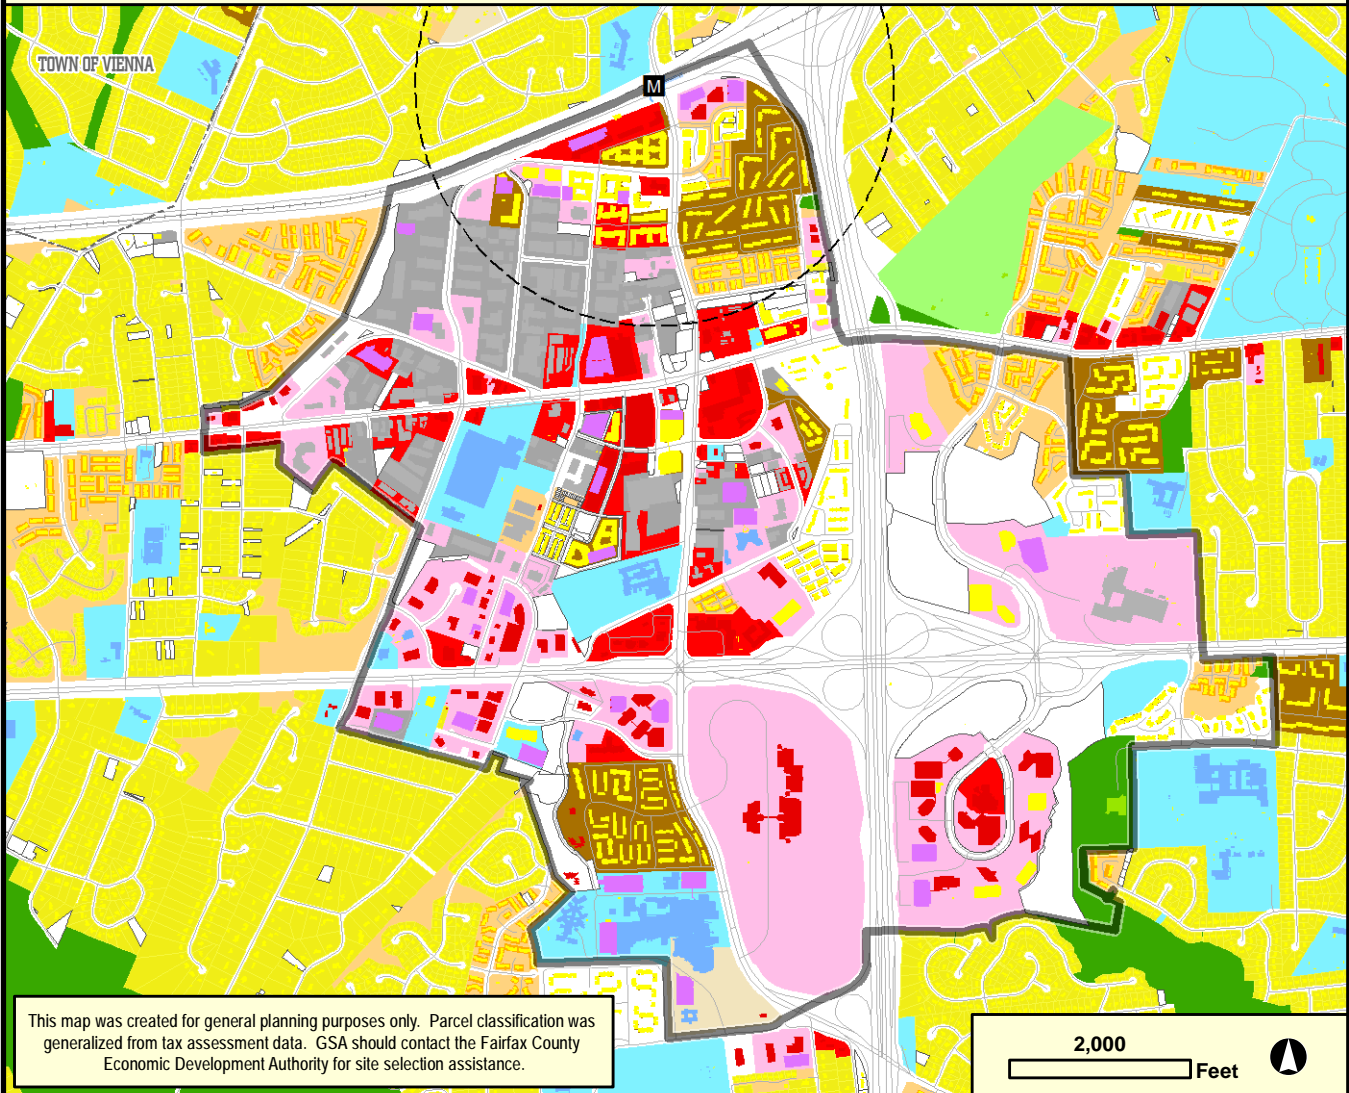 TOWN OF VIENNA
M
This map was created for general planning purposes only. Parcel classification was
generalized from tax assessment data. GSA should contact the Fairfax County
Economic Development Authority for site selection assistance.
2,000
Feet